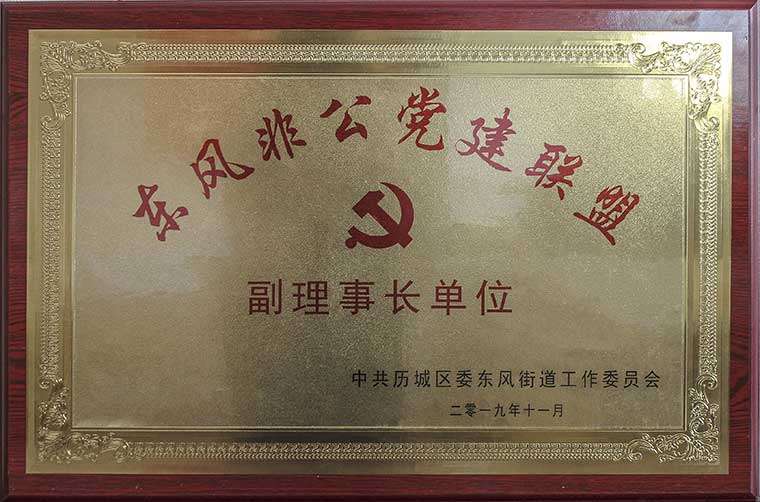 东风非公党建联盟
副理事长单位
中共历城区委东风街道工作委员会
二零一九年十一月